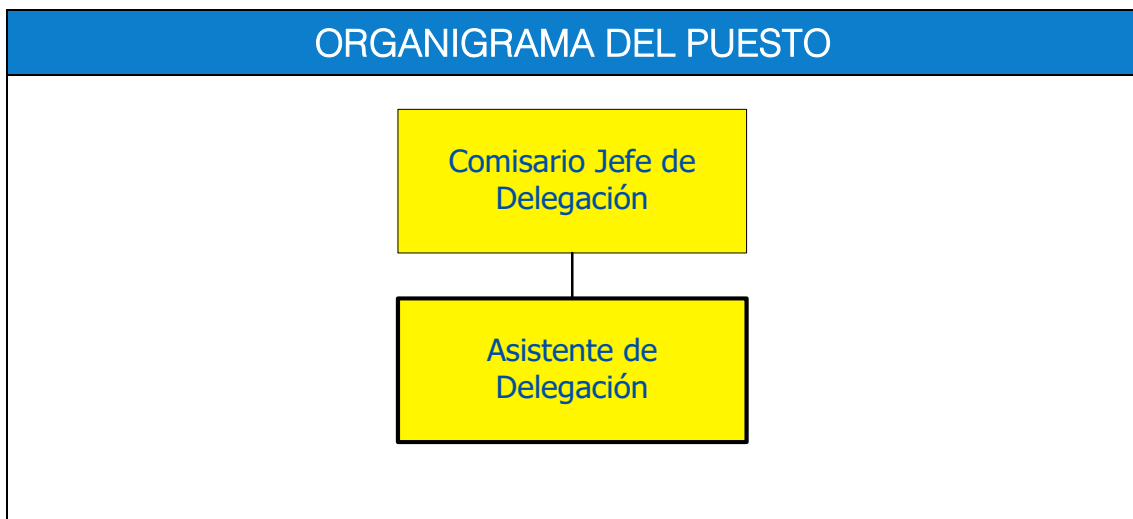 ORGANIGRAMA DEL PUESTO
Comisario Jefe de
Delegación
Asistente de
Delegación